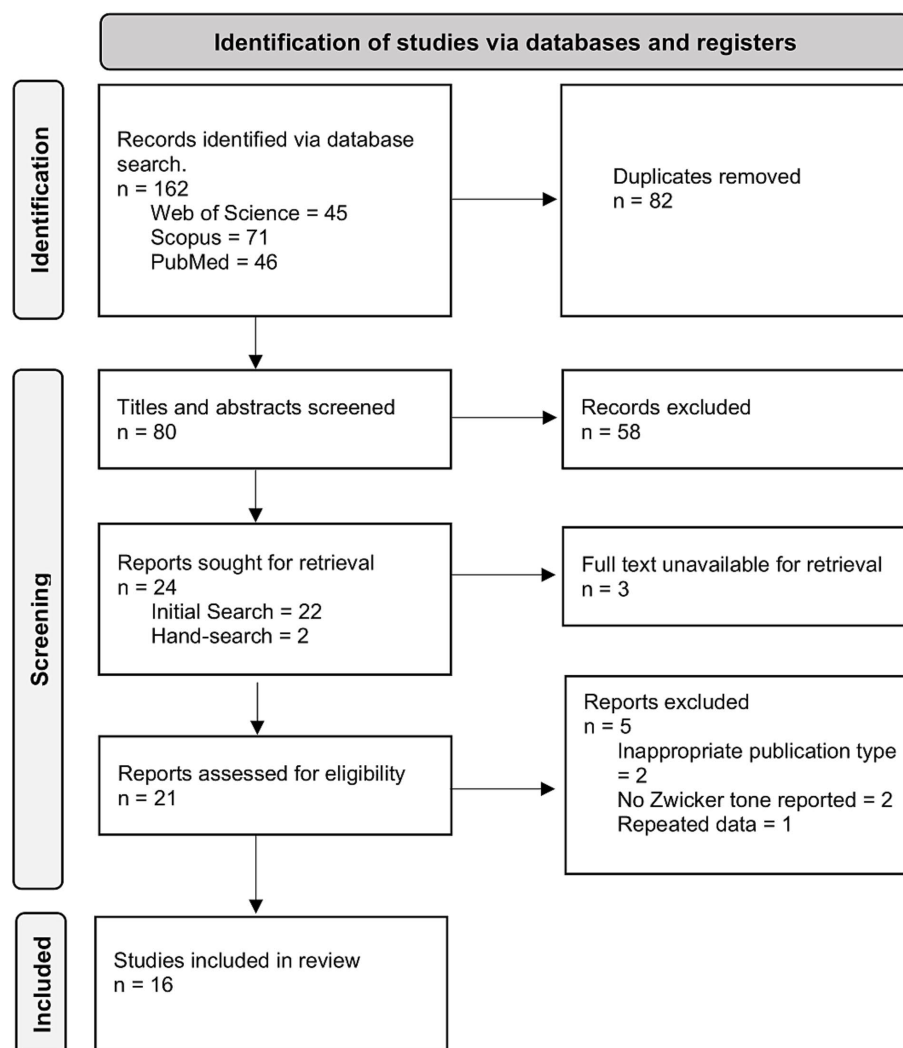 Identification of studies via databases and registers
Identification
Records identified via database
search.
n = 162
Web of Science = 45
Scopus = 71
PubMed = 46
Duplicates removed
n = 82
Screening
Titles and abstracts screened
n = 80
Records excluded
n = 58
Reports sought for retrieval
n = 24
Initial Search = 22
Hand-search = 2
Full text unavailable for retrieval
n = 3
Reports assessed for eligibility
n = 21
Reports excluded
n = 5
Inappropriate publication type
= 2
No Zwicker tone reported = 2
Repeated data = 1
Included
Studies included in review
n = 16